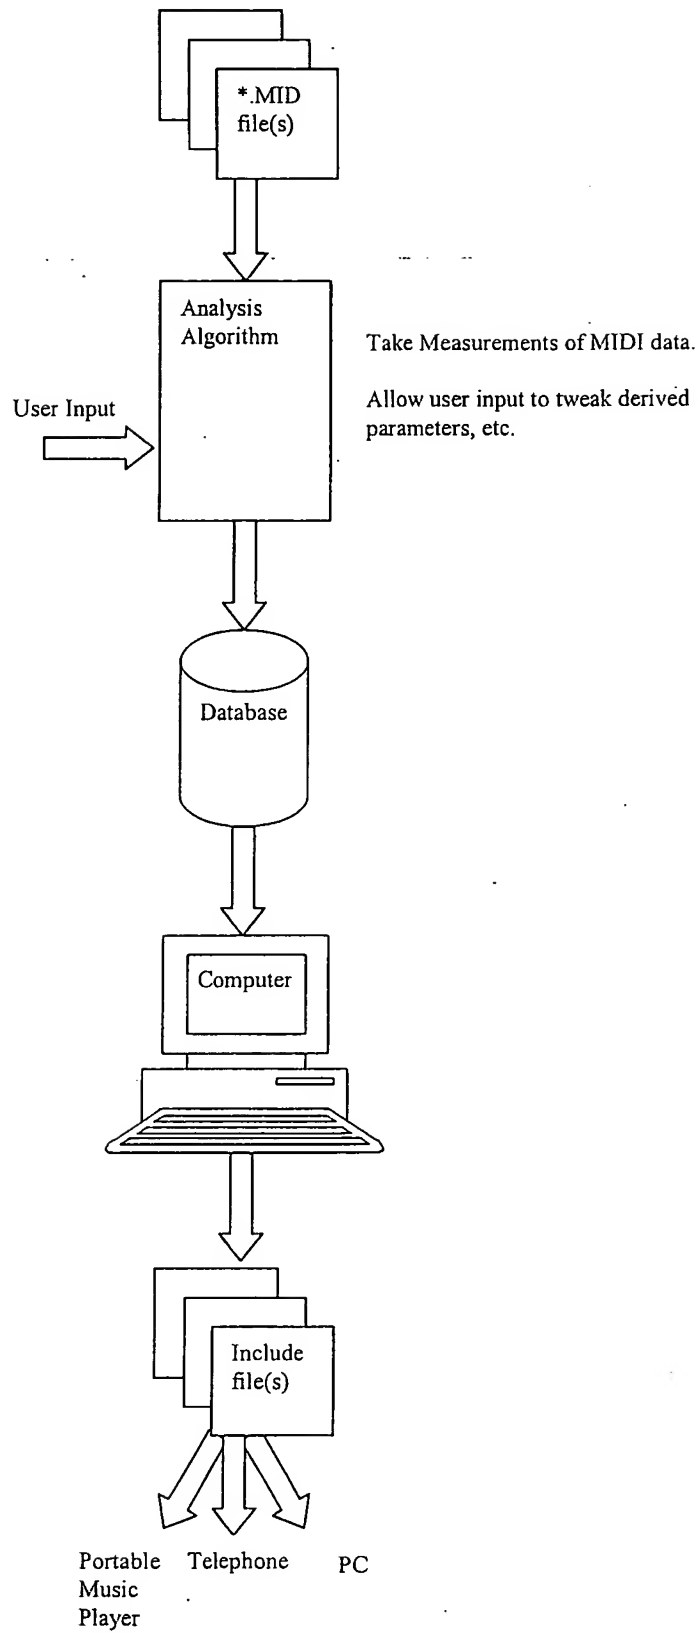 *.MID
file(s)
Analysis
Algorithm
Take Measurements of MIDI data.
User Input
Allow user input to tweak derived
parameters, etc.
Database
Computer
Include
file(s)
Portable
Music
Player
Telephone
PC